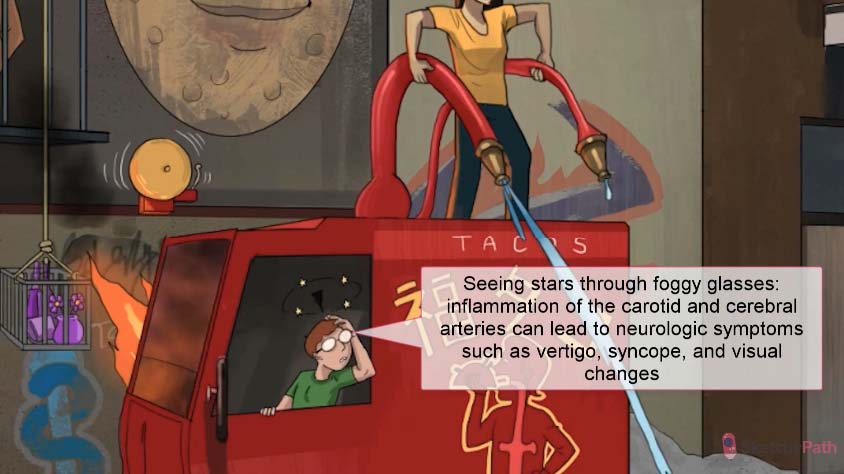 TACOS
福
Seeing stars through foggy glasses:
inflammation of the carotid and cerebral
arteries can lead to neurologic symptoms
such as vertigo, syncope, and visual
changes